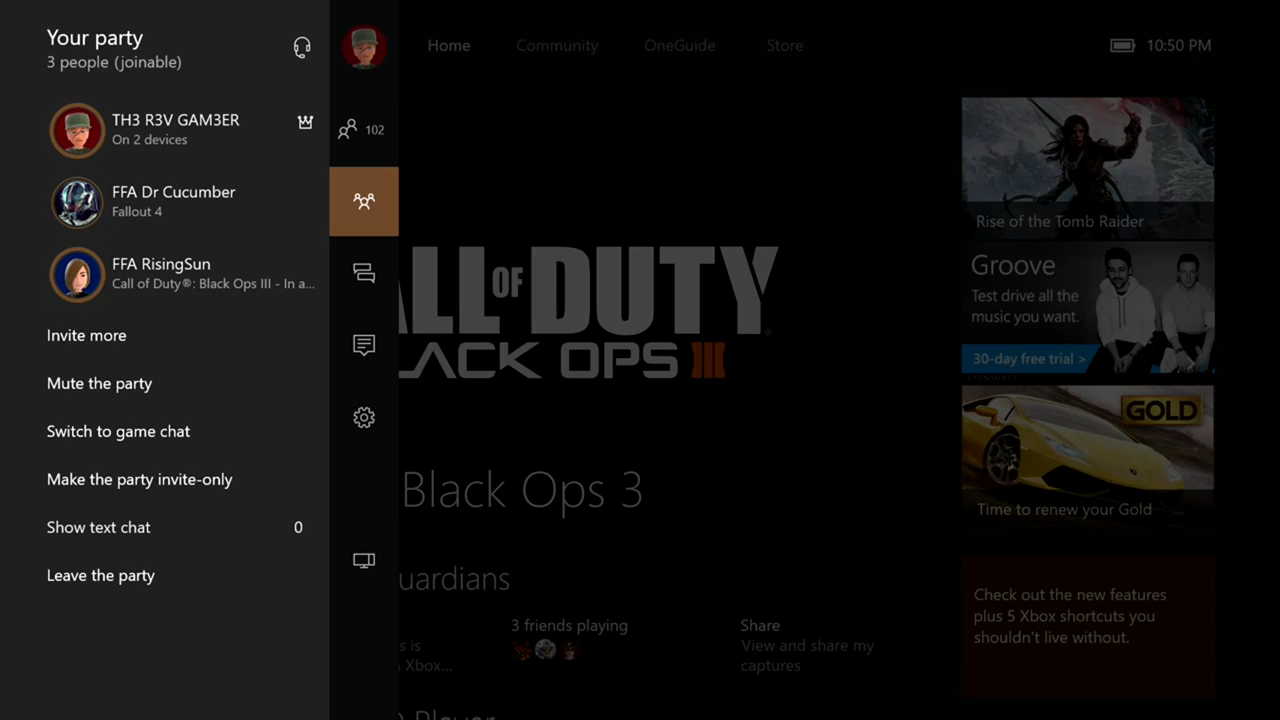 Your party
3 people (joinable)
TH3 R3V GAM3ER
On 2 devices
FFA Dr Cucumber
Fallout 4
FFA RisingSun
Call of Duty®: Black Ops III - In a...
Invite more
Mute the party
Switch to game chat
Make the party invite-only
Show text chat 0
Leave the party
102
Home Community OneGuide Store
10:50 PM
ALL OF DUTY
LACK OPS III
Black Ops 3
uardians
s is
Xbox...
3 friends playing
Share
View and share my
captures
Rise of the Tomb Raider
Groove
Test drive all the
music you want.
30-day free trial >
GOLD
Time to renew your Gold
Check out the new features
plus 5 Xbox shortcuts you
shouldn't live without.